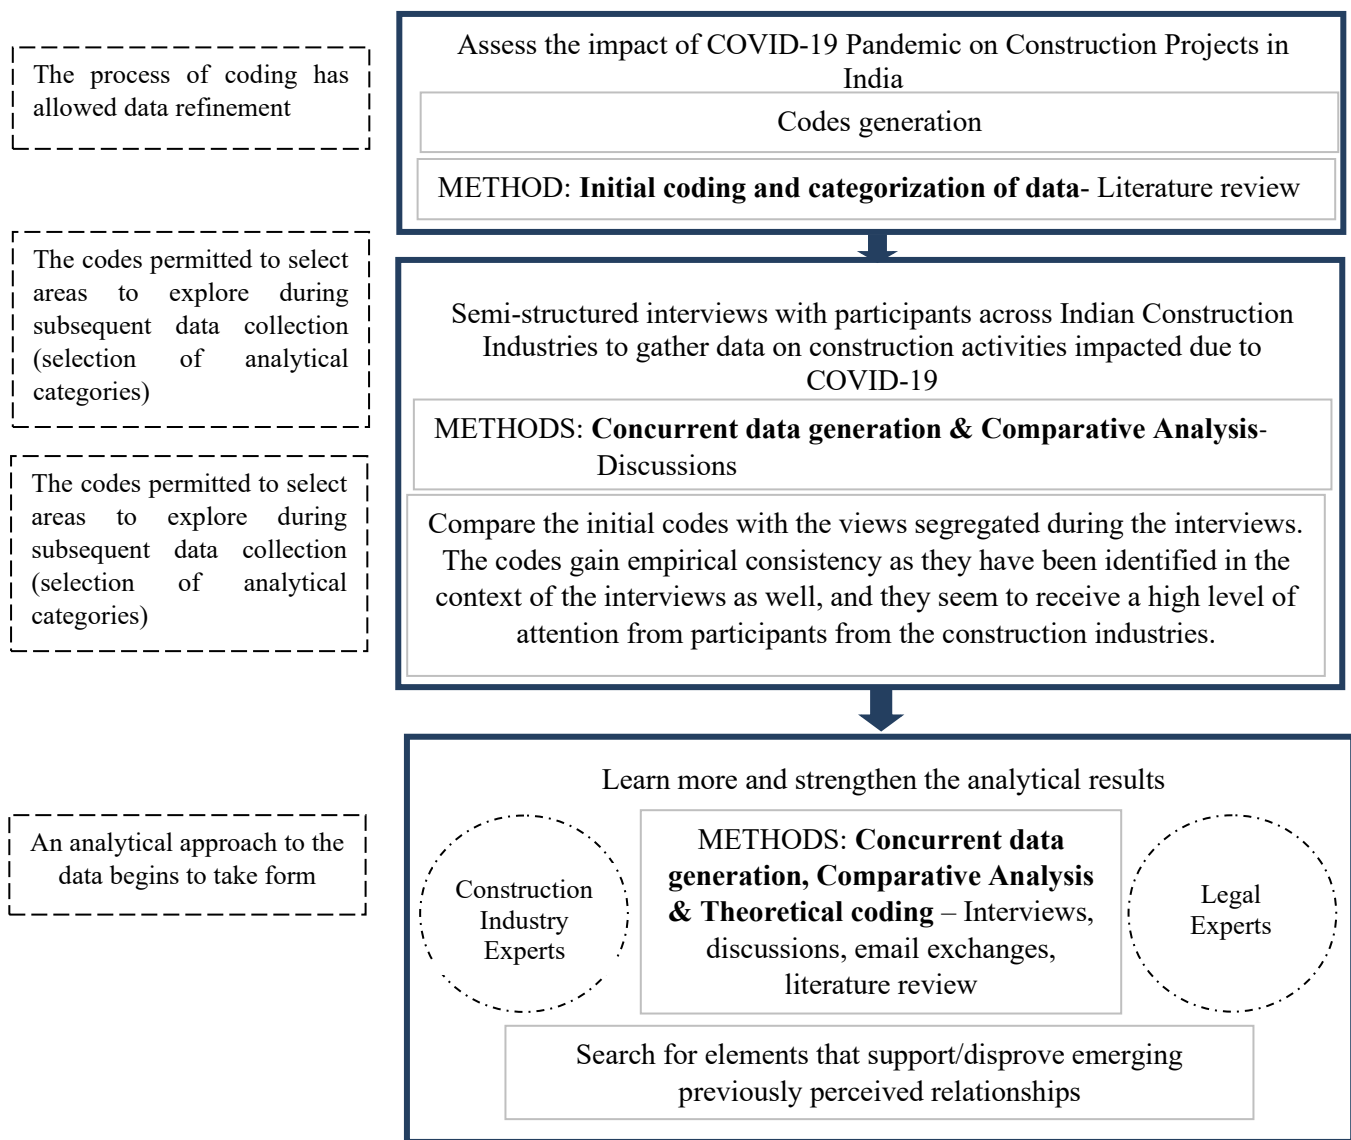 The process of coding has
allowed data refinement
Assess the impact of COVID-19 Pandemic on Construction Projects in
India
Codes generation
METHOD: Initial coding and categorization of data- Literature review
The codes permitted to select
areas to explore during
subsequent data collection
(selection of analytical
categories)
Semi-structured interviews with participants across Indian Construction
Industries to gather data on construction activities impacted due to
COVID-19
METHODS: Concurrent data generation & Comparative Analysis-
Discussions
The codes permitted to select
areas to explore during
subsequent data collection
(selection of analytical
categories)
Compare the initial codes with the views segregated during the interviews.
The codes gain empirical consistency as they have been identified in the
context of the interviews as well, and they seem to receive a high level of
attention from participants from the construction industries.
An analytical approach to the
data begins to take form
Learn more and strengthen the analytical results
Construction
Industry
Experts
METHODS: Concurrent data
generation, Comparative Analysis
& Theoretical coding – Interviews,
discussions, email exchanges,
literature review
Legal
Experts
Search for elements that support/disprove emerging
previously perceived relationships